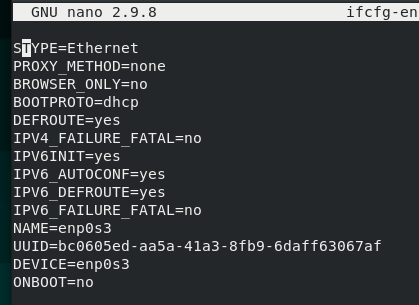 GNU nano 2.9.8 ifcfg-en
STYPE=Ethernet
PROXY_METHOD=none
BROWSER_ONLY=no
BOOTPROTO=dhcp
DEFROUTE=yes
IPV4_FAILURE_FATAL=no
IPV6INIT=yes
IPV6_AUTOCONF=yes
IPV6_DEFROUTE=yes
IPV6_FAILURE_FATAL=no
NAME=enp0s3
UUID=bc0605ed-aa5a-41a3-8fb9-6daff63067af
DEVICE=enp0s3
ONBOOT=no